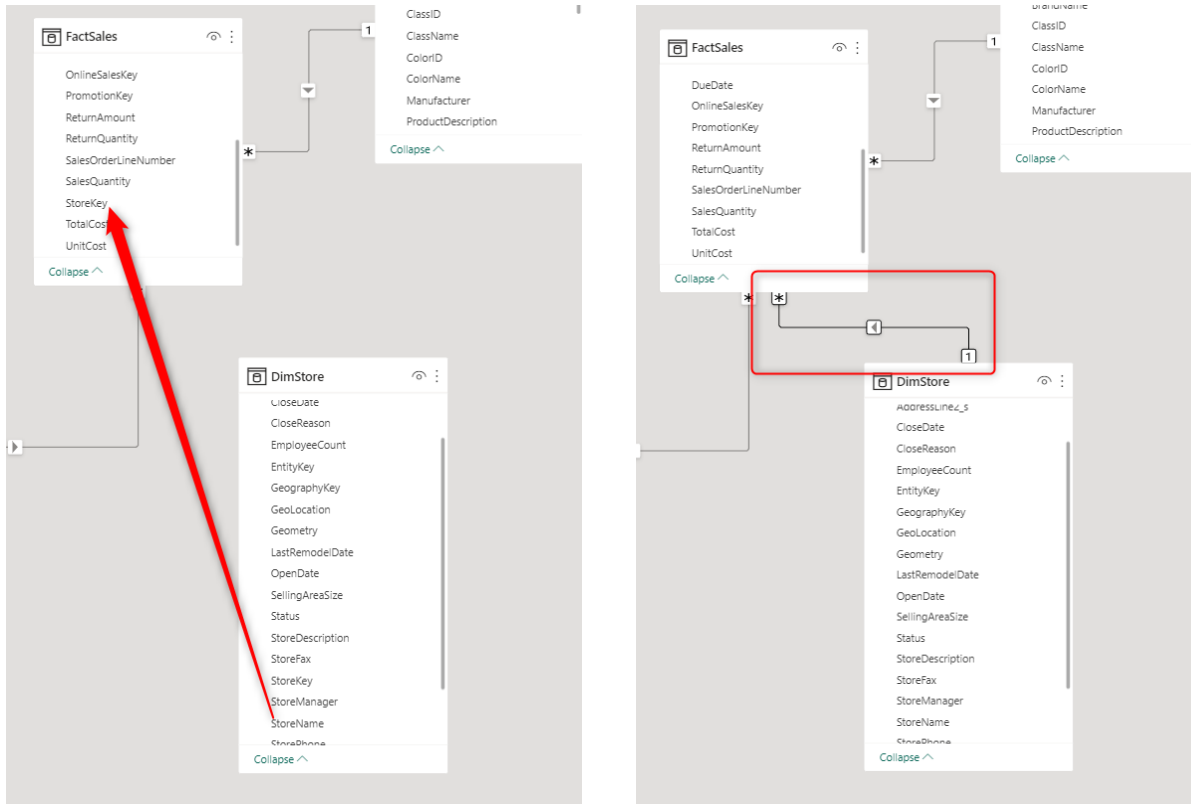 FactSales
OnlineSalesKey
PromotionKey
ReturnAmount
ReturnQuantity
SalesOrderLineNumber
SalesQuantity
StoreKey
TotalCost
UnitCost
Collapse
1
*
ClassID
ClassName
ColorID
ColorName
Manufacturer
ProductDescription
Collapse
DimStore
CloseDate
CloseReason
EmployeeCount
EntityKey
GeographyKey
GeoLocation
Geometry
LastRemodelDate
OpenDate
SellingAreaSize
Status
StoreDescription
StoreFax
StoreKey
StoreManager
StoreName
StorePhone
Collapse
FactSales
DueDate
OnlineSalesKey
PromotionKey
ReturnAmount
ReturnQuantity
SalesOrderLineNumber
SalesQuantity
TotalCost
UnitCost
Collapse
1
*
BrandName
ClassID
ClassName
ColorID
ColorName
Manufacturer
ProductDescription
Collapse
*
*
1
DimStore
AddressLine2_s
CloseDate
CloseReason
EmployeeCount
EntityKey
GeographyKey
GeoLocation
Geometry
LastRemodelDate
OpenDate
SellingAreaSize
Status
StoreDescription
StoreFax
StoreManager
StoreName
StorePhone
Collapse